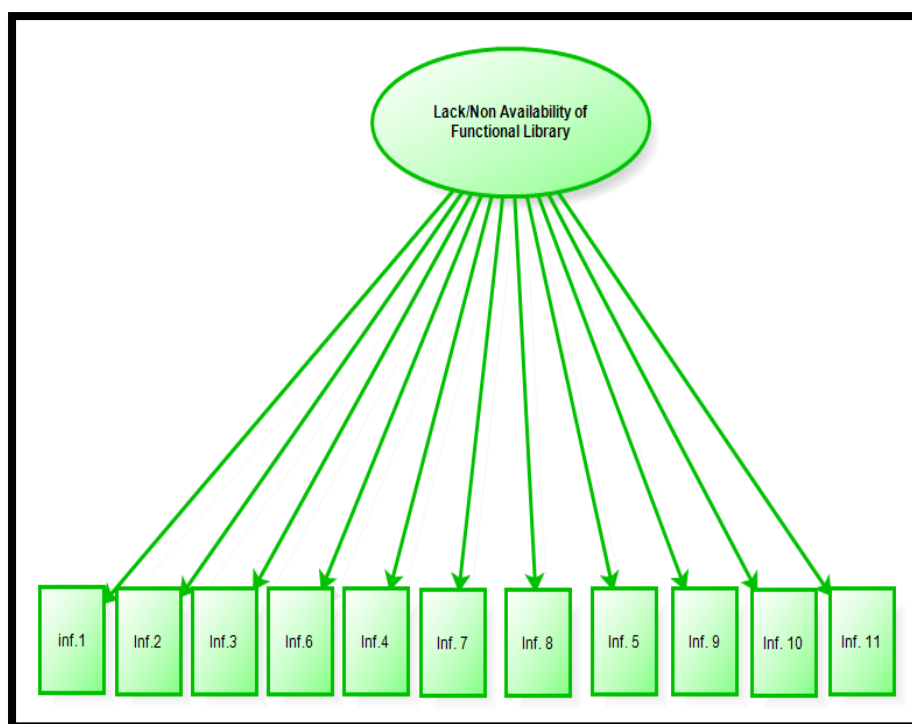 Lack/Non Availability of
Functional Library
inf.1
Inf.2
Inf.3
Inf.6
Inf.4
Inf. 7
Inf. 8
Inf. 5
Inf. 9
Inf. 10
Inf. 11